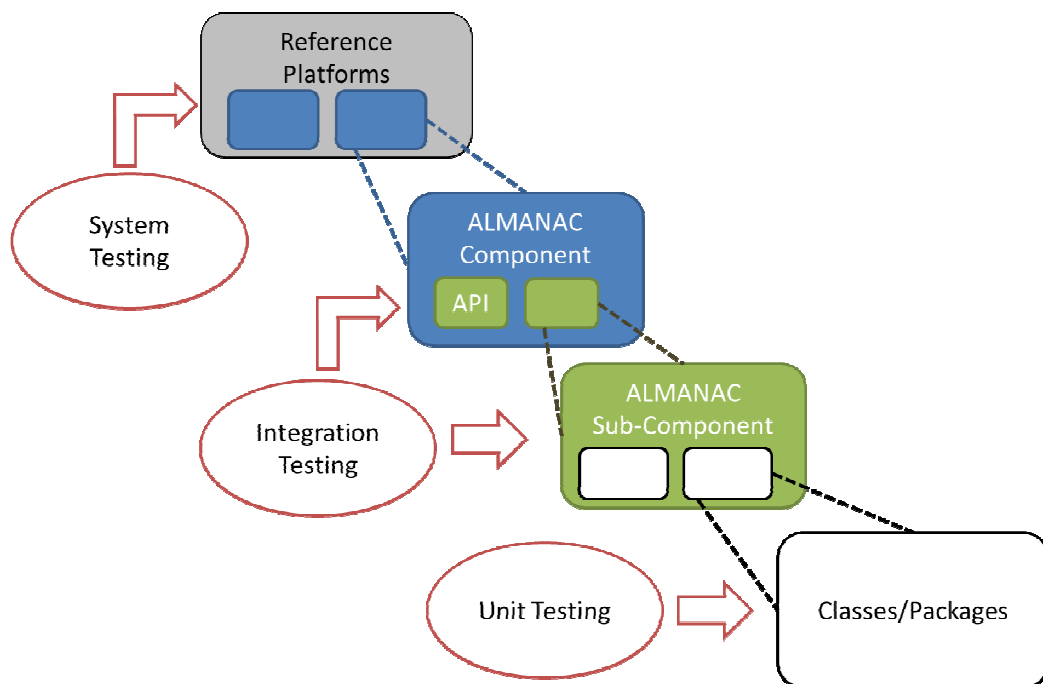 Reference
Platforms
System
Testing
ALMANAC
Component
API
Integration
Testing
ALMANAC
Sub-Component
Unit Testing
Classes/Packages